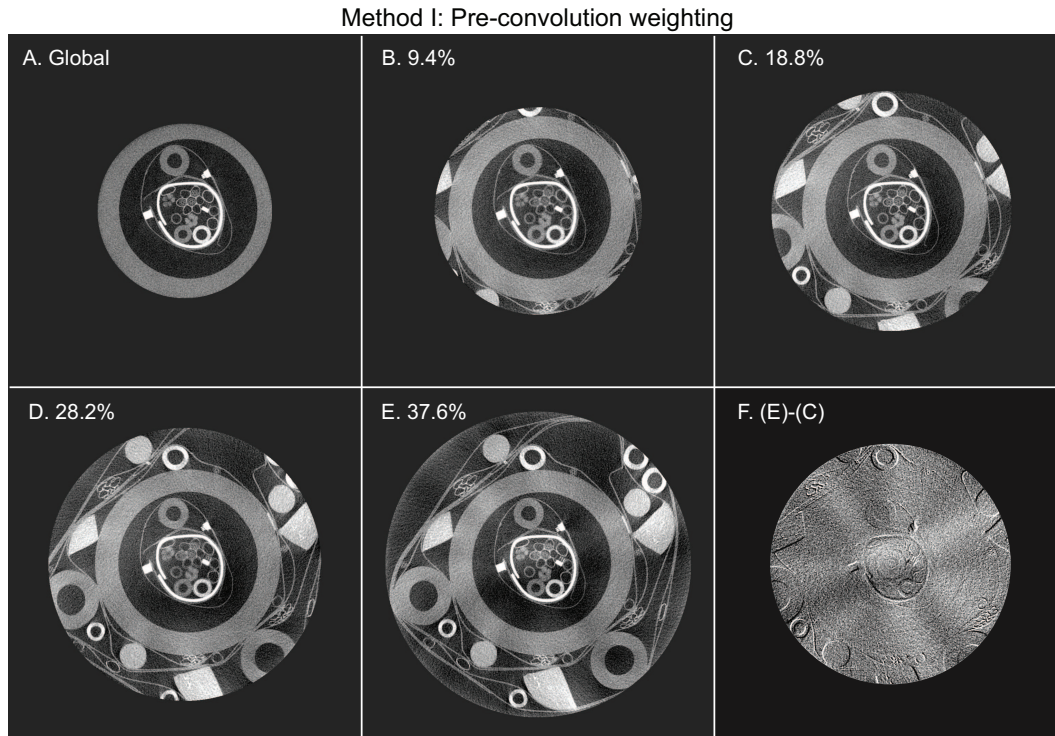 Method I: Pre-convolution weighting
A. Global
B. 9.4%
C. 18.8%
D. 28.2%
E. 37.6%
F. (E)-(C)